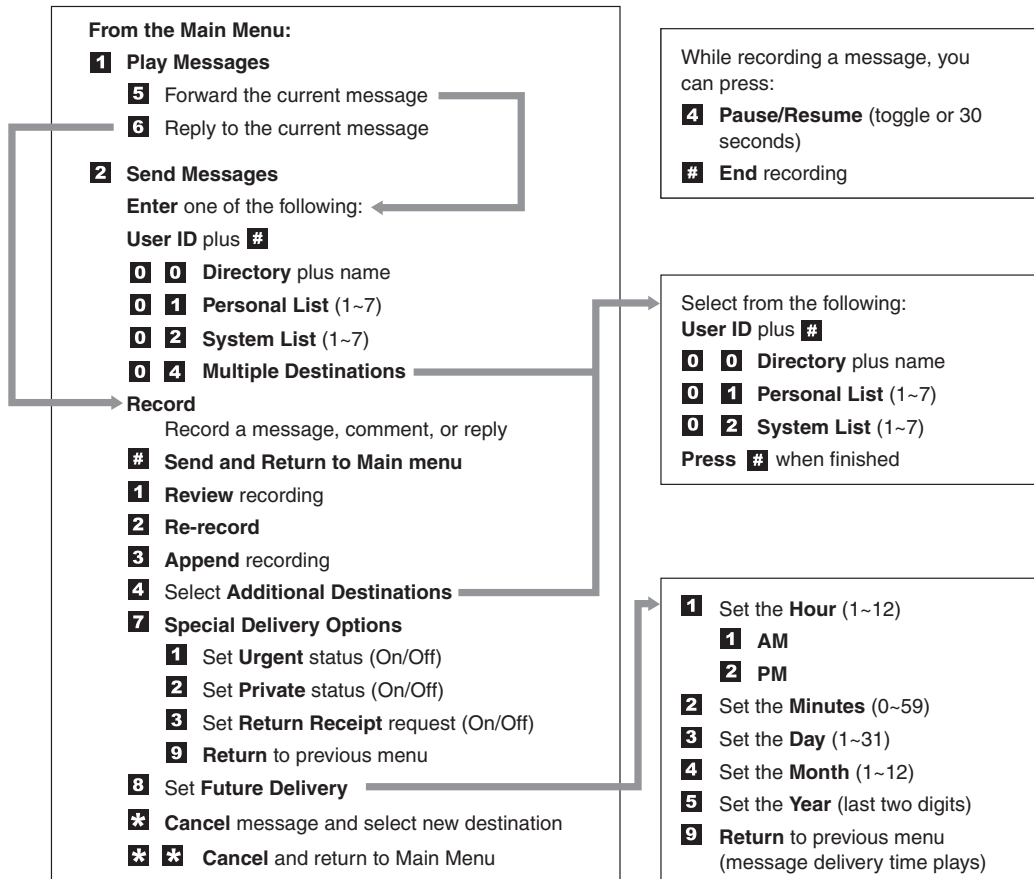 From the Main Menu:
1 Play Messages
5 Forward the current message
6 Reply to the current message
2 Send Messages
Enter one of the following:
User ID plus #
0 0 Directory plus name
0 1 Personal List (1~7)
0 2 System List (1~7)
0 4 Multiple Destinations
Record
Record a message, comment, or reply
# Send and Return to Main menu
1 Review recording
2 Re-record
3 Append recording
4 Select Additional Destinations
7 Special Delivery Options
1 Set Urgent status (On/Off)
2 Set Private status (On/Off)
3 Set Return Receipt request (On/Off)
9 Return to previous menu
8 Set Future Delivery
* Cancel message and select new destination
* * Cancel and return to Main Menu
While recording a message, you
can press:
4 Pause/Resume (toggle or 30
seconds)
# End recording
Select from the following:
User ID plus #
0 0 Directory plus name
0 1 Personal List (1~7)
0 2 System List (1~7)
Press # when finished
1 Set the Hour (1~12)
1 AM
2 PM
2 Set the Minutes (0~59)
3 Set the Day (1~31)
4 Set the Month (1~12)
5 Set the Year (last two digits)
9 Return to previous menu
(message delivery time plays)